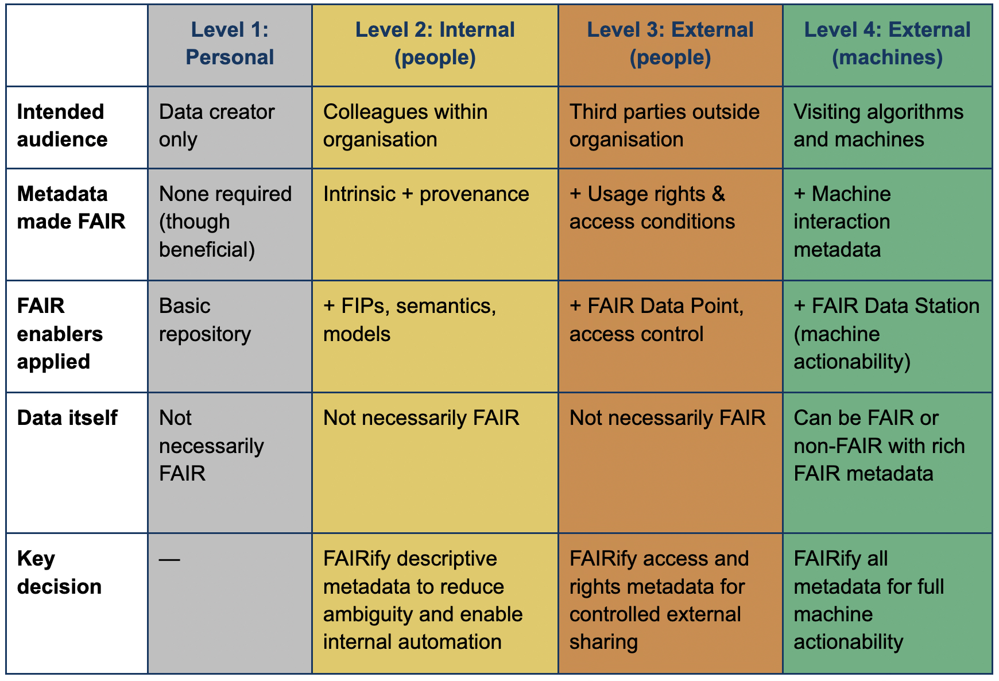 Level 1:
Personal
Level 2: Internal
(people)
Level 3: External
(people)
Level 4: External
(machines)
Intended
audience
Data creator
only
Colleagues within
organisation
Third parties outside
organisation
Visiting algorithms
and machines
Metadata
made FAIR
None required
(though
beneficial)
Intrinsic + provenance
+ Usage rights &
access conditions
+ Machine
interaction
metadata
FAIR
enablers
applied
Basic
repository
+ FIPs, semantics,
models
+ FAIR Data Point,
access control
+ FAIR Data Station
(machine
actionability)
Data itself
Not
necessarily
FAIR
Not necessarily FAIR
Not necessarily FAIR
Can be FAIR or
non-FAIR with rich
FAIR metadata
Key
decision
—
FAIRify descriptive
metadata to reduce
ambiguity and enable
internal automation
FAIRify access and
rights metadata for
controlled external
sharing
FAIRify all
metadata for full
machine
actionability